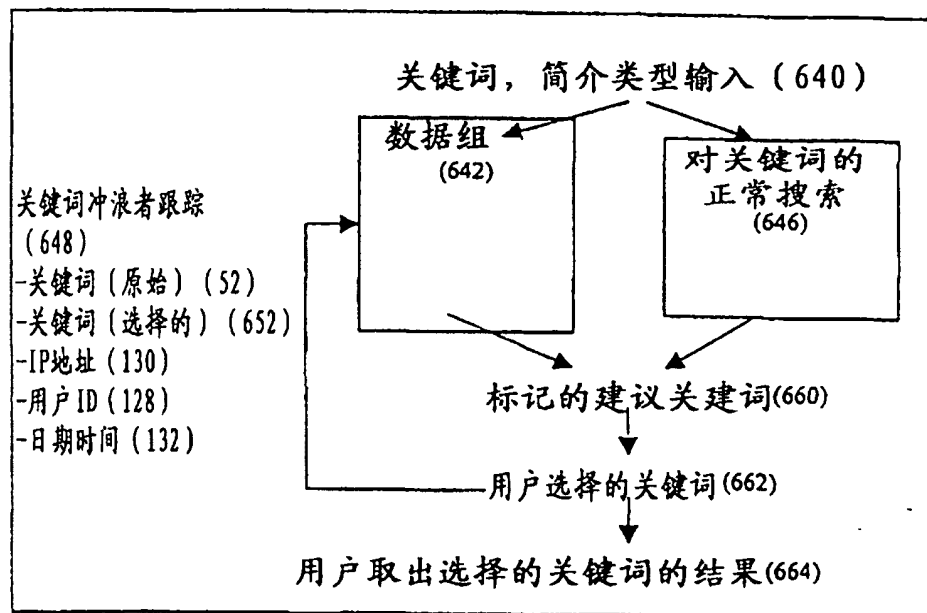 关键词，简介类型输入（640）
数据组
(642)
对关键词的
正常搜索
(646)
关键词冲浪者跟踪
（648）
-关键词（原始）（52）
-关键词（选择的）（652）
-IP地址（130）
-用户ID（128）
-日期时间（132）
标记的建议关建词(660)
用户选择的关键词(662)
用户取出选择的关键词的结果(664)